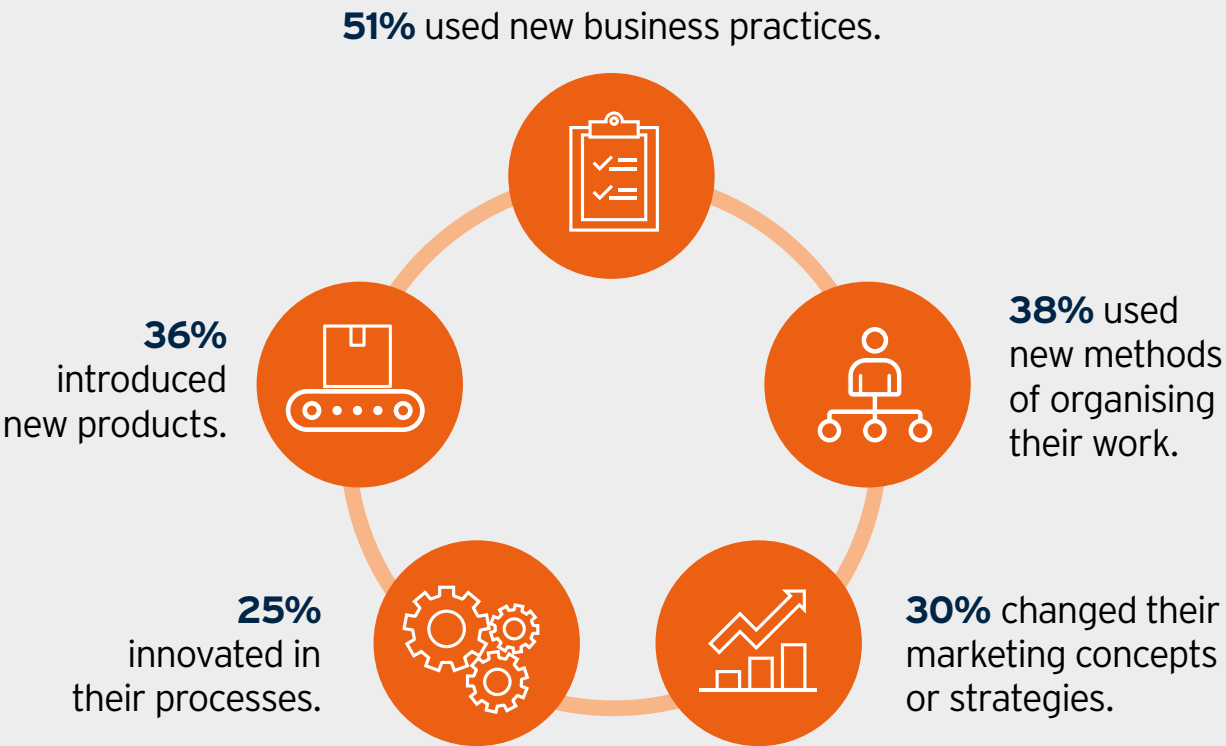 51% used new business practices.
38% used
new methods
of organising
their work.
30% changed their
marketing concepts
or strategies.
25%
innovated in
their processes.
36%
introduced
new products.